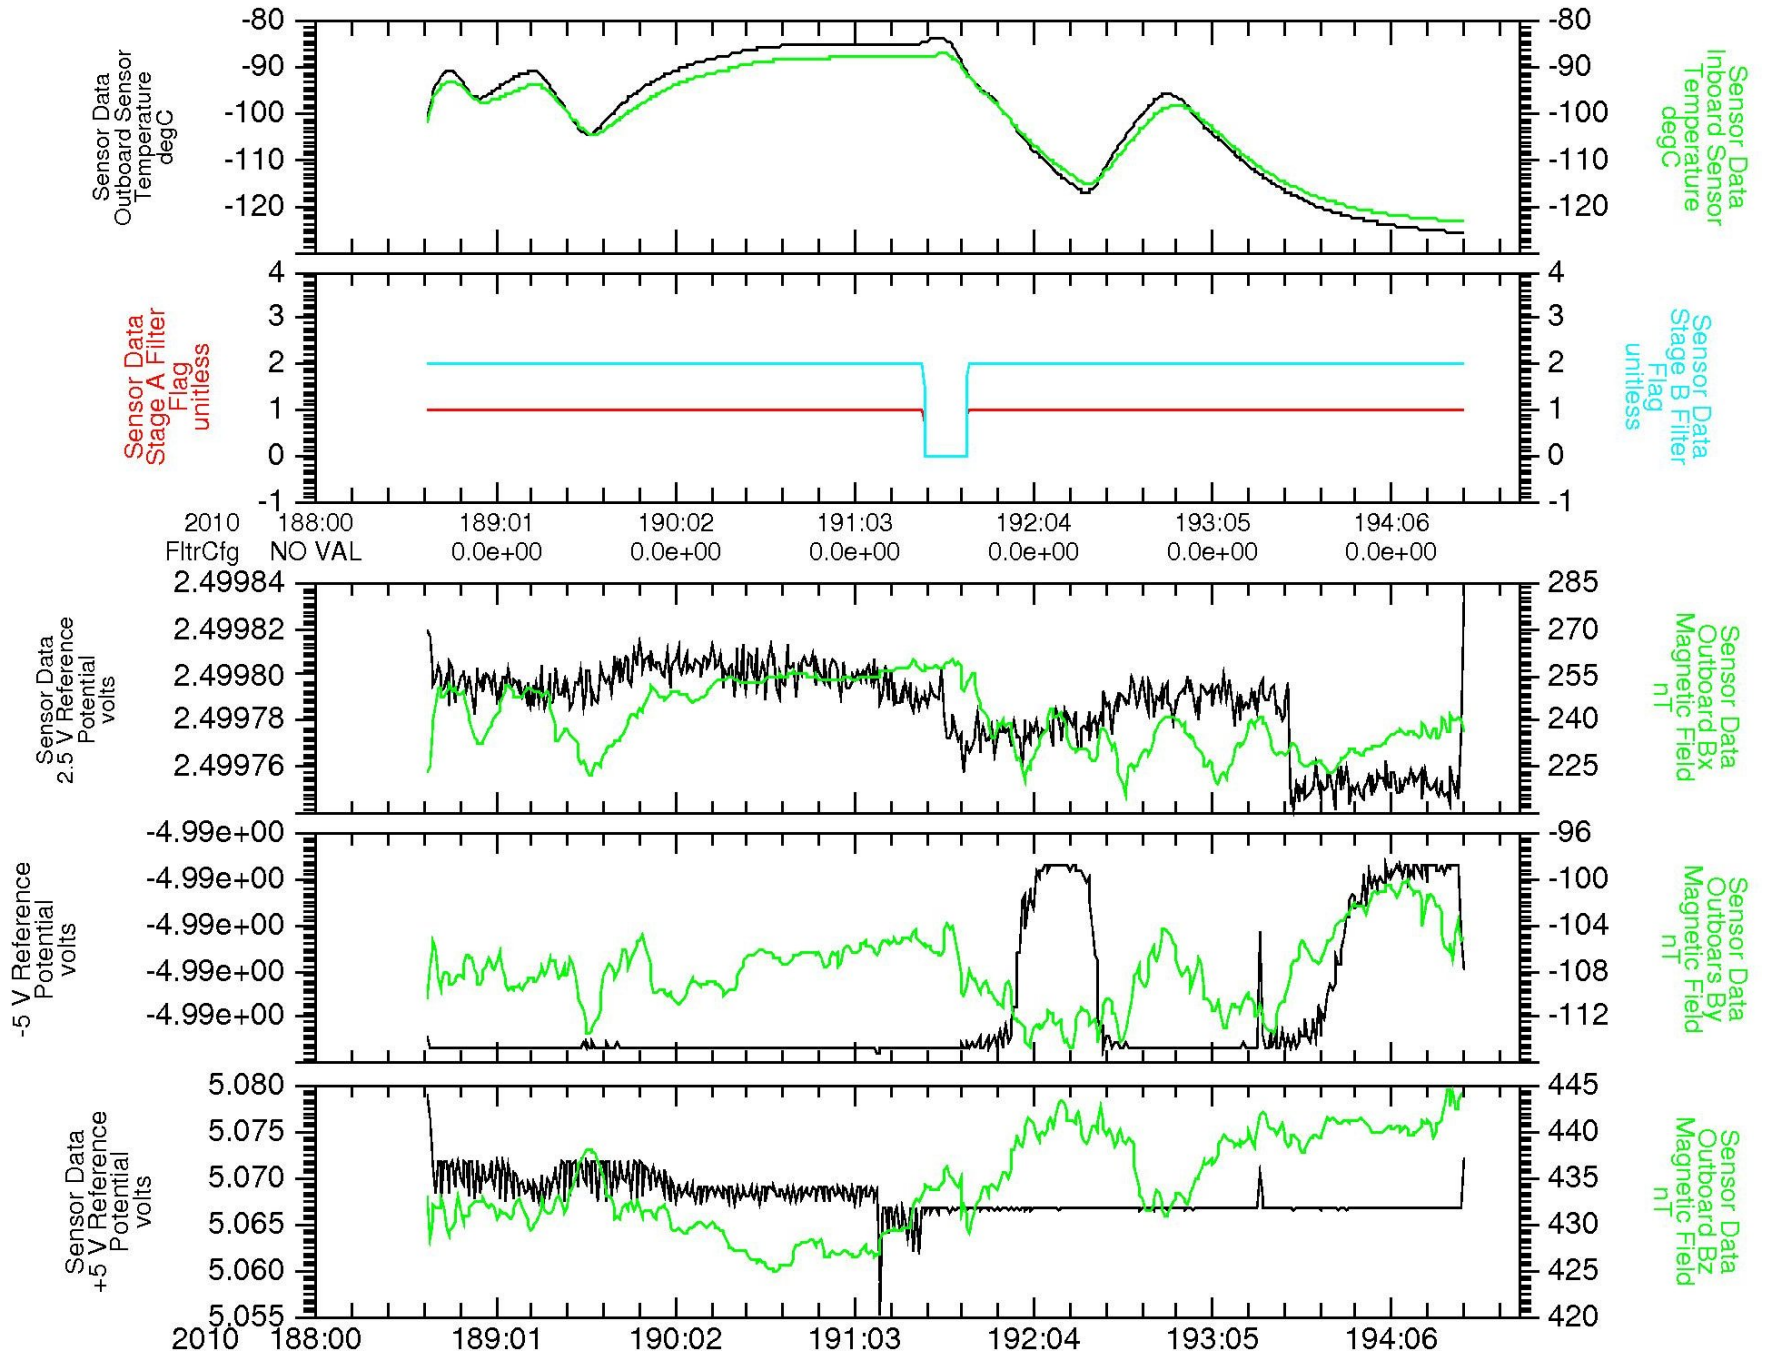 -80
-90
-100
-110
-120
Sensor Data
Outboard Sensor
Temperature
degC
-80
-90
-100
-110
-120
Sensor Data
Inboard Sensor
Temperature
degC
4
3
2
1
0
-1
Sensor Data
Stage A Filter
Flag
unitless
4
3
2
1
0
-1
Sensor Data
Stage B Filter
Flag
unitless
2010 188:00 189:01 190:02 191:03 192:04 193:05 194:06
FltrCfg NO VAL 0.0e+00 0.0e+00 0.0e+00 0.0e+00 0.0e+00 0.0e+00
2.49984
2.49982
2.49980
2.49978
2.49976
Sensor Data
2.5 V Reference
Potential
volts
285
270
255
240
225
Sensor Data
Outboard Bx
Magnetic Field
nT
-4.99e+00
-4.99e+00
-4.99e+00
-4.99e+00
-4.99e+00
-5 V Reference
Potential
volts
-96
-100
-104
-108
-112
Sensor Data
Outboars By
Magnetic Field
nT
5.080
5.075
5.070
5.065
5.060
5.055
Sensor Data
+5 V Reference
Potential
volts
445
440
435
430
425
420
Sensor Data
Outboard Bz
Magnetic Field
nT
2010 188:00 189:01 190:02 191:03 192:04 193:05 194:06